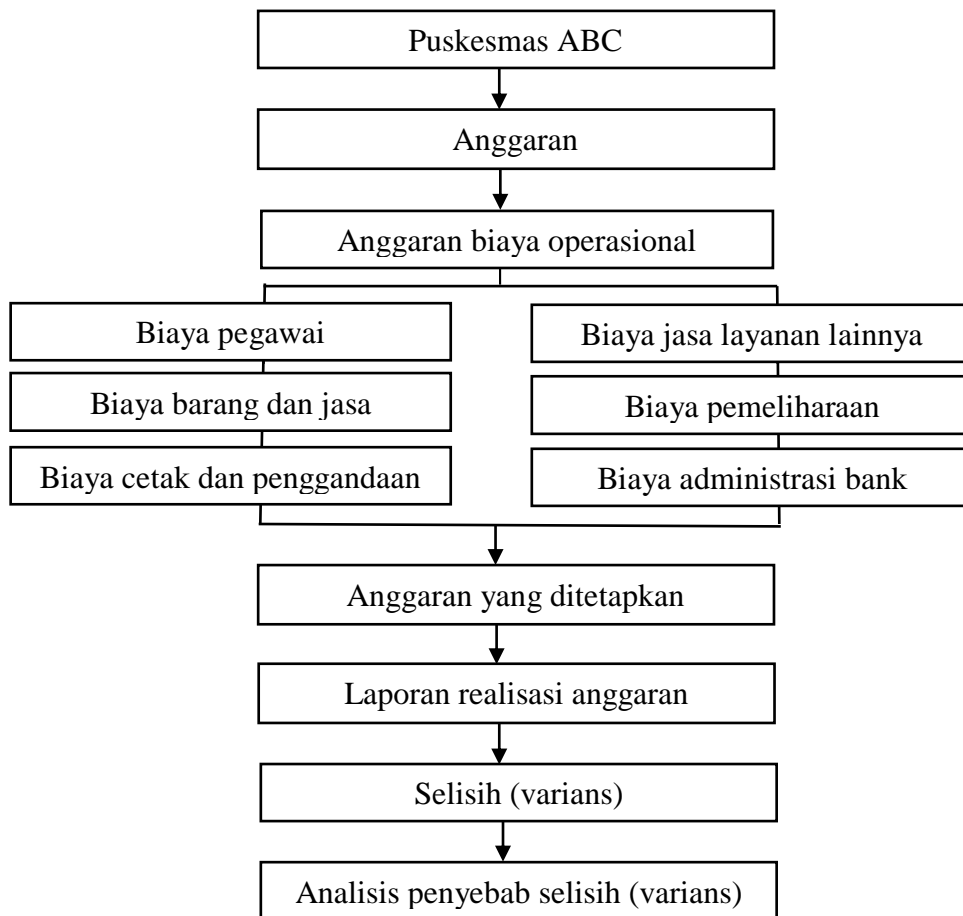 Puskesmas ABC
Anggaran
Anggaran biaya operasional
Biaya pegawai
Biaya barang dan jasa
Biaya cetak dan penggandaan
Biaya jasa layanan lainnya
Biaya pemeliharaan
Biaya administrasi bank
Anggaran yang ditetapkan
Laporan realisasi anggaran
Selisih (varians)
Analisis penyebab selisih (varians)